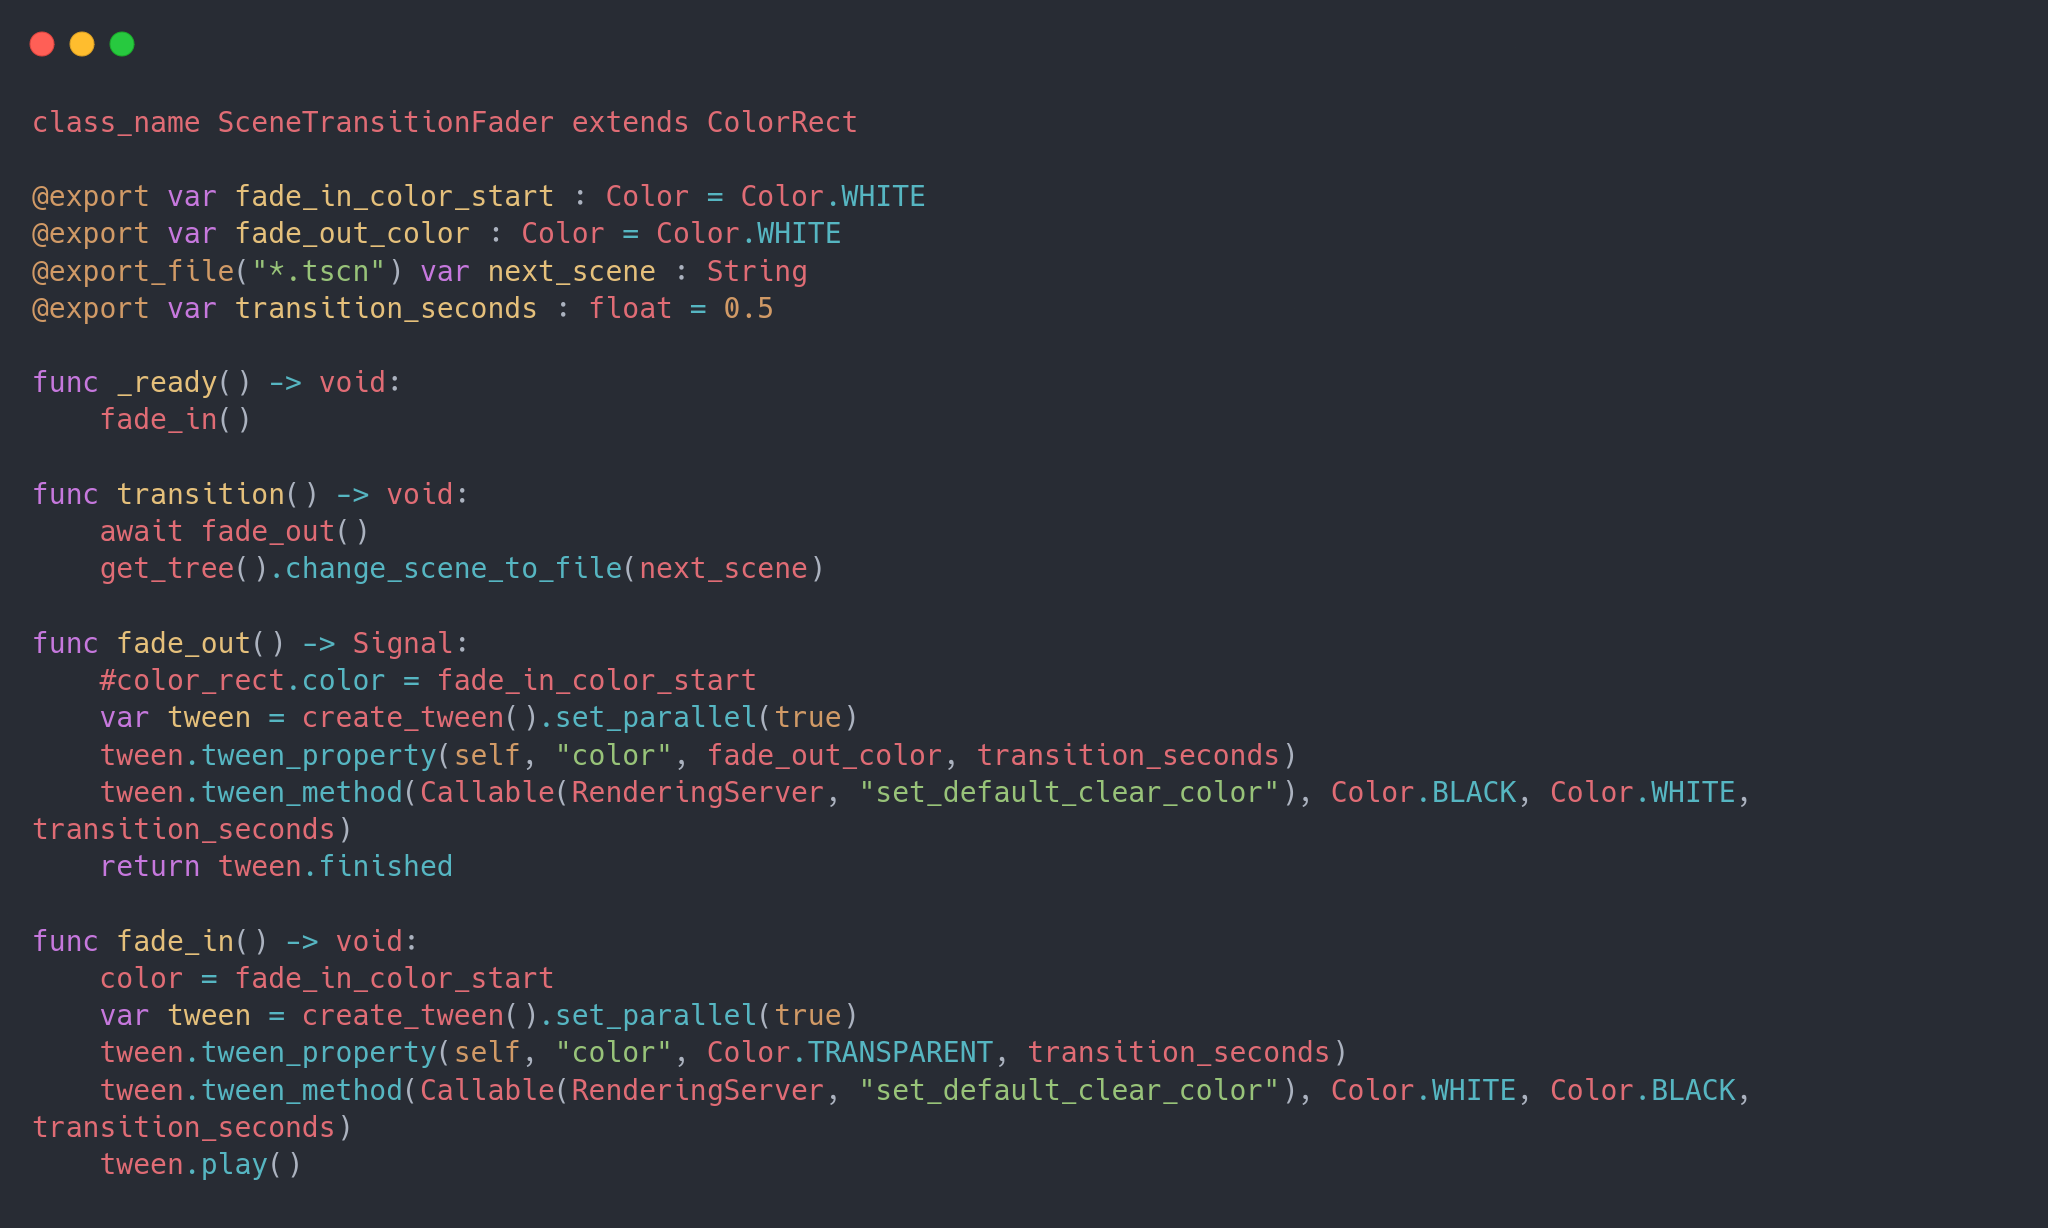 class_name SceneTransitionFader extends ColorRect

@export var fade_in_color_start : Color = Color.WHITE
@export var fade_out_color : Color = Color.WHITE
@export_file("*.tscn") var next_scene : String
@export var transition_seconds : float = 0.5

func _ready() -> void:
    fade_in()

func transition() -> void:
    await fade_out()
    get_tree().change_scene_to_file(next_scene)

func fade_out() -> Signal:
    #color_rect.color = fade_in_color_start
    var tween = create_tween().set_parallel(true)
    tween.tween_property(self, "color", fade_out_color, transition_seconds)
    tween.tween_method(Callable(RenderingServer, "set_default_clear_color"), Color.BLACK, Color.WHITE,
transition_seconds)
    return tween.finished

func fade_in() -> void:
    color = fade_in_color_start
    var tween = create_tween().set_parallel(true)
    tween.tween_property(self, "color", Color.TRANSPARENT, transition_seconds)
    tween.tween_method(Callable(RenderingServer, "set_default_clear_color"), Color.WHITE, Color.BLACK,
transition_seconds)
    tween.play()